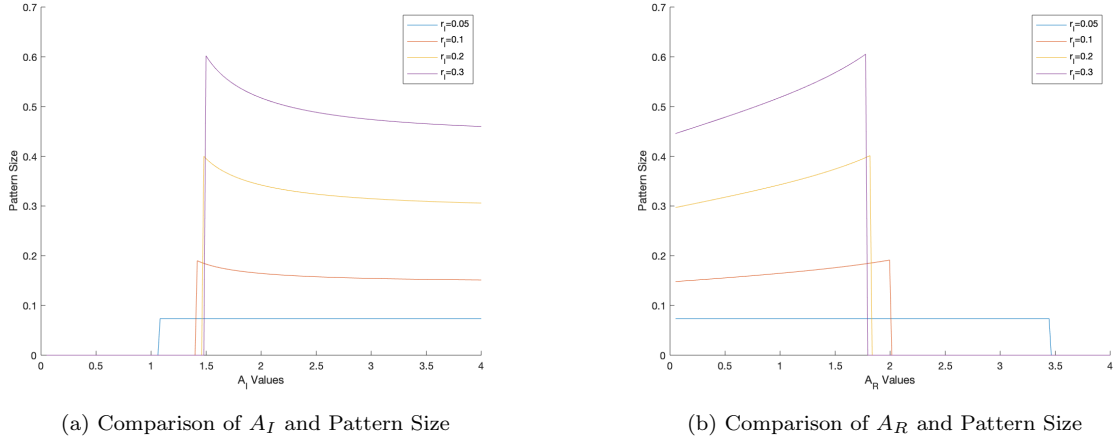 0.7
0.6
0.5
0.4
0.3
0.2
0.1
0
Pattern Size
0 0.5 1 1.5 2 2.5 3 3.5 4
A_I Values
r_I=0.05
r_I=0.1
r_I=0.2
r_I=0.3
(a) Comparison of A_I and Pattern Size
0.7
0.6
0.5
0.4
0.3
0.2
0.1
0
Pattern Size
0 0.5 1 1.5 2 2.5 3 3.5 4
A_R Values
r_I=0.05
r_I=0.1
r_I=0.2
r_I=0.3
(b) Comparison of A_R and Pattern Size